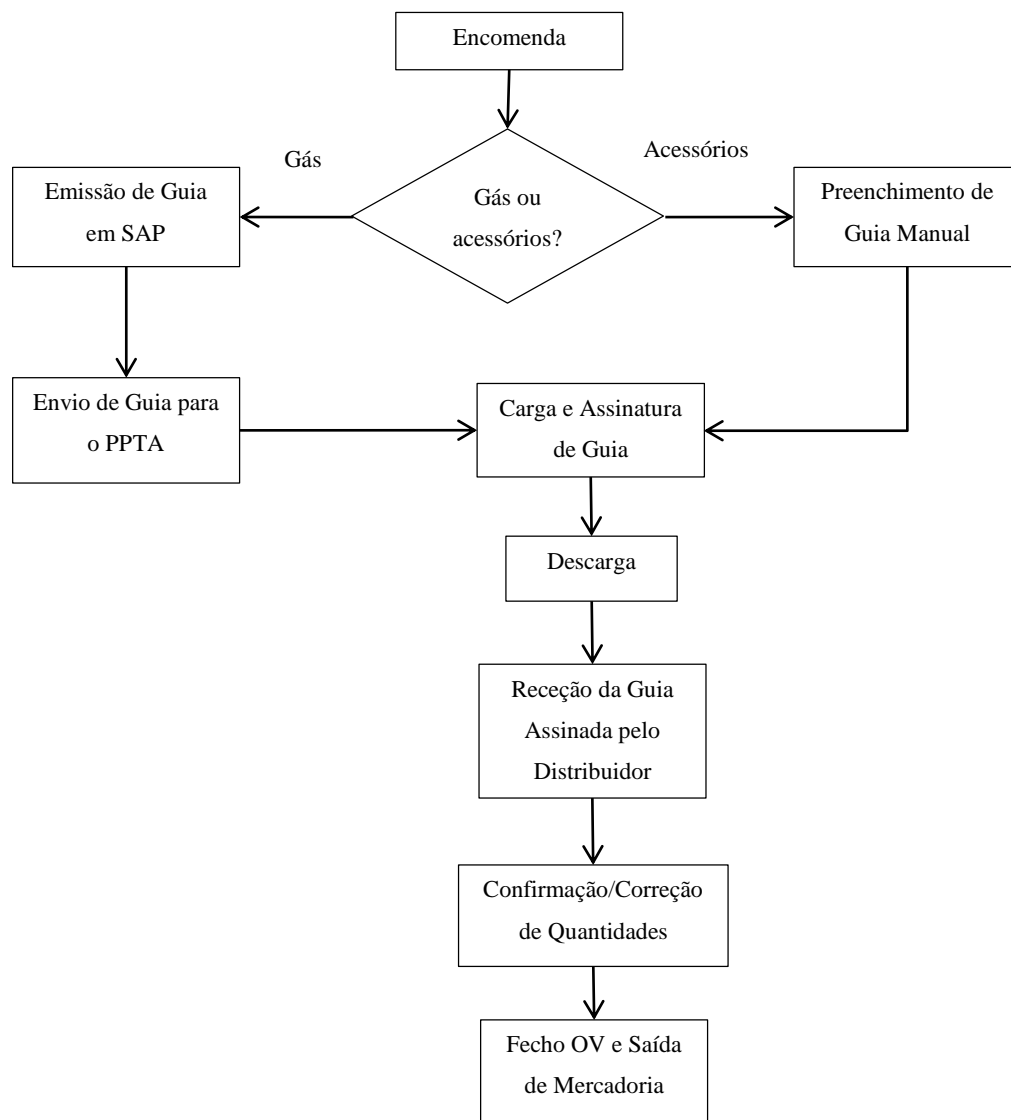 Encomenda
Gás
Acessórios
Emissão de Guia
em SAP
Gás ou
acessórios?
Preenchimento de
Guia Manual
Envio de Guia para
o PPTA
Carga e Assinatura
de Guia
Descarga
Receção da Guia
Assinada pelo
Distribuidor
Confirmação/Correção
de Quantidades
Fecho OV e Saída
de Mercadoria